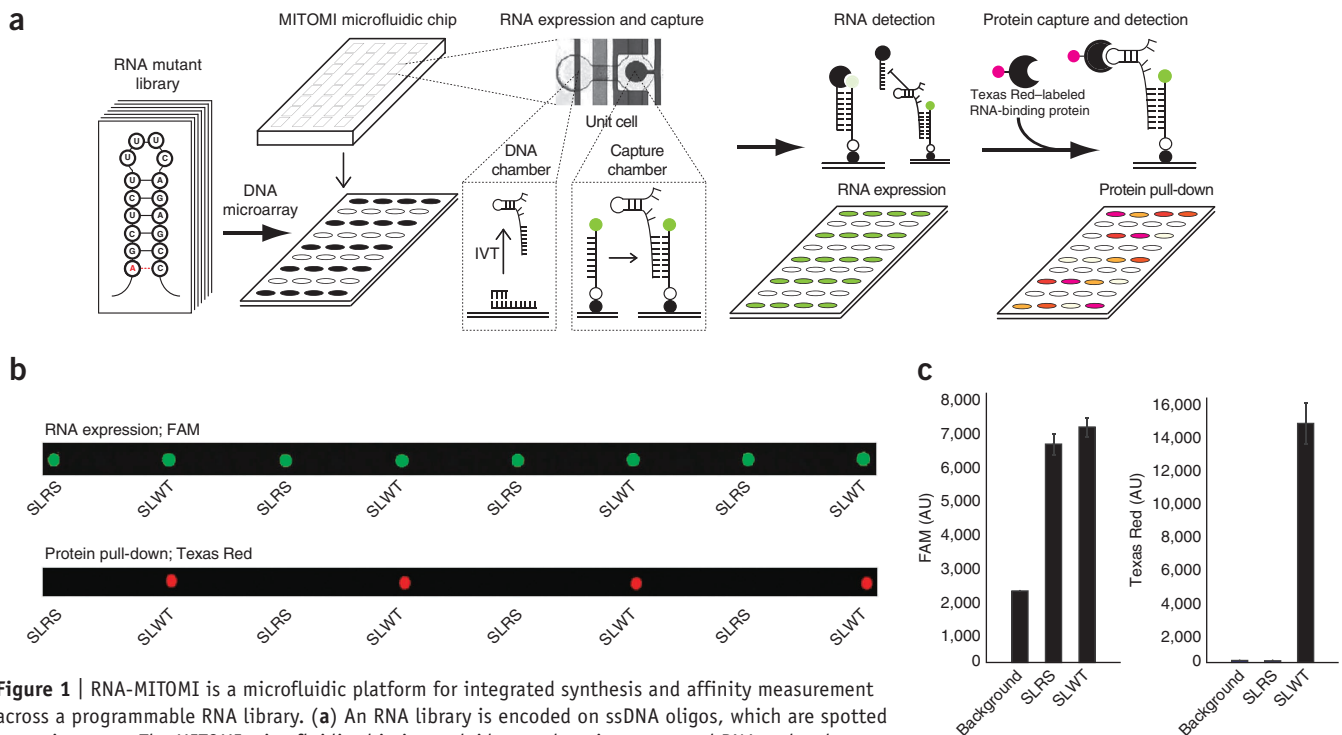 a
MITOMI microfluidic chip
RNA expression and capture
RNA detection
Protein capture and detection
RNA mutant
library
U U
U C
U A
C G
U A
C G
G C
A C
DNA
microarray
Unit cell
DNA
chamber
Capture
chamber
IVT
Texas Red–labeled
RNA-binding protein
RNA expression
Protein pull-down
b
RNA expression; FAM
SLRS SLWT SLRS SLWT SLRS SLWT SLRS SLWT
Protein pull-down; Texas Red
SLRS SLWT SLRS SLWT SLRS SLWT SLRS SLWT
c
FAM (AU)
8,000
7,000
6,000
5,000
4,000
3,000
2,000
1,000
0
Background SLRS SLWT
Texas Red (AU)
16,000
14,000
12,000
10,000
8,000
6,000
4,000
2,000
0
Background SLRS SLWT
Figure 1 | RNA-MITOMI is a microfluidic platform for integrated synthesis and affinity measurement
across a programmable RNA library. (a) An RNA library is encoded on ssDNA oligos, which are spotted